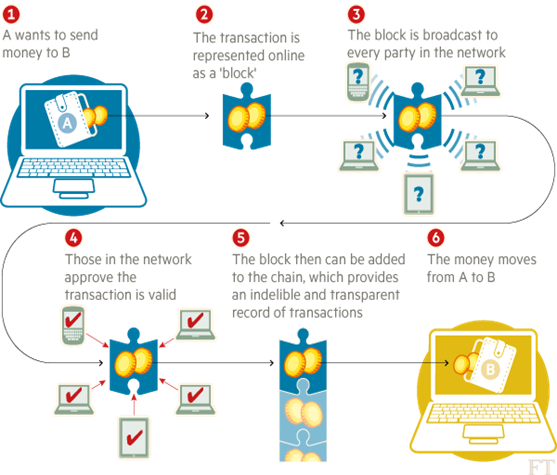 1
A wants to send
money to B
A
2
The transaction is
represented online
as a 'block'
3
The block is broadcast to
every party in the network
?
?
?
?
?
4
Those in the network
approve the
transaction is valid
5
The block then can be added
to the chain, which provides
an indelible and transparent
record of transactions
6
The money moves
from A to B
B
FT